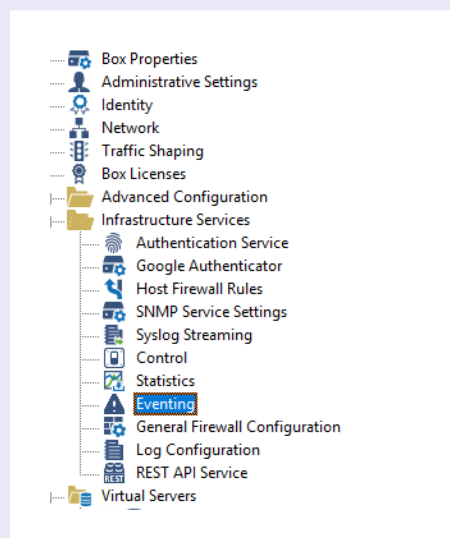 Box Properties
Administrative Settings
Identity
Network
Traffic Shaping
Box Licenses
Advanced Configuration
Infrastructure Services
Authentication Service
Google Authenticator
Host Firewall Rules
SNMP Service Settings
Syslog Streaming
Control
Statistics
Eventing
General Firewall Configuration
Log Configuration
REST REST API Service
Virtual Servers